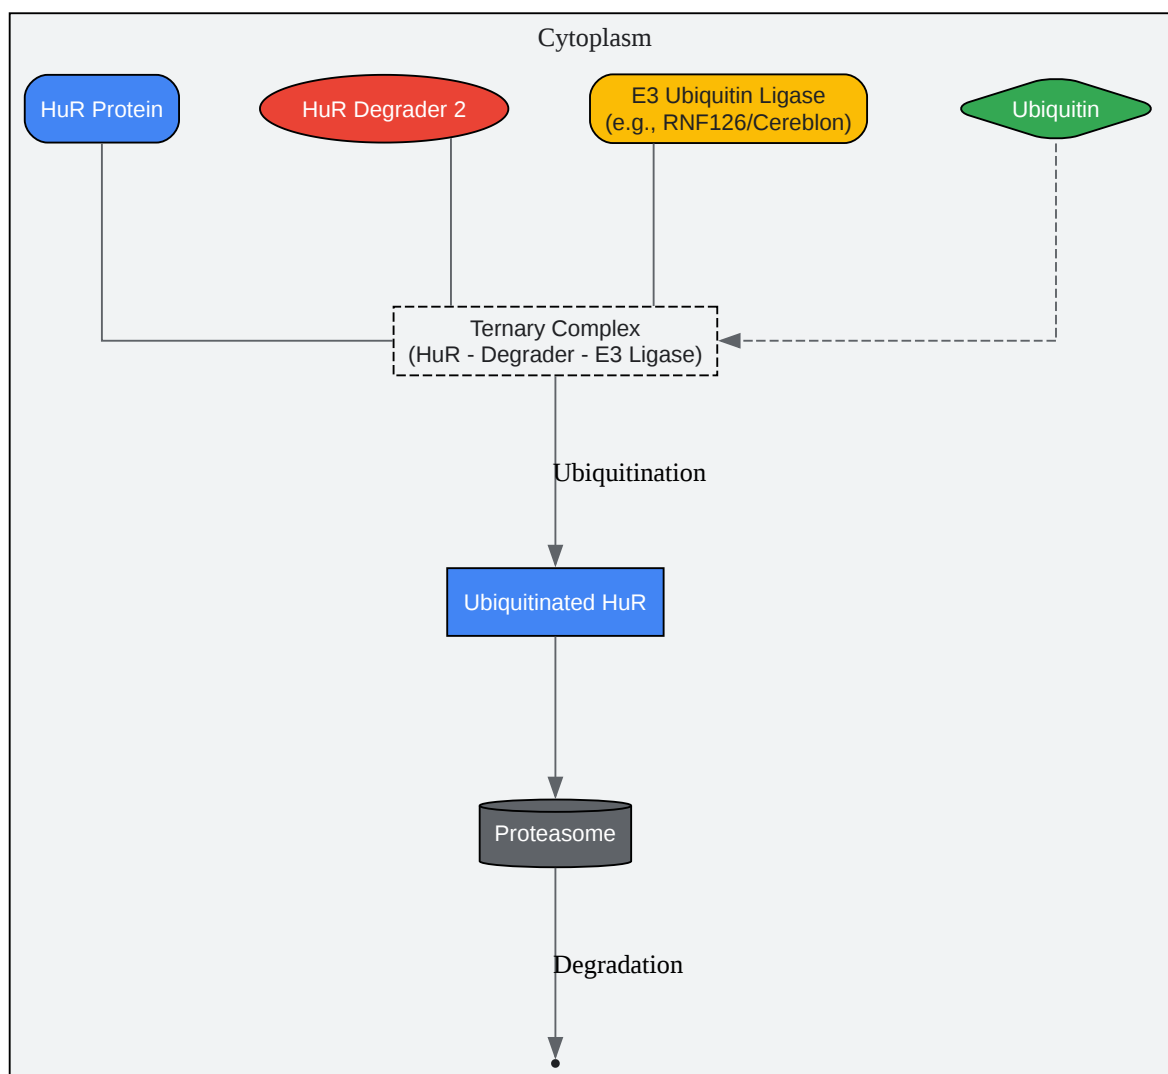 Cytoplasm
HuR Protein
HuR Degrader 2
E3 Ubiquitin Ligase
(e.g., RNF126/Cereblon)
Ubiquitin
Ternary Complex
(HuR - Degrader - E3 Ligase)
Ubiquitination
Ubiquitinated HuR
Proteasome
Degradation